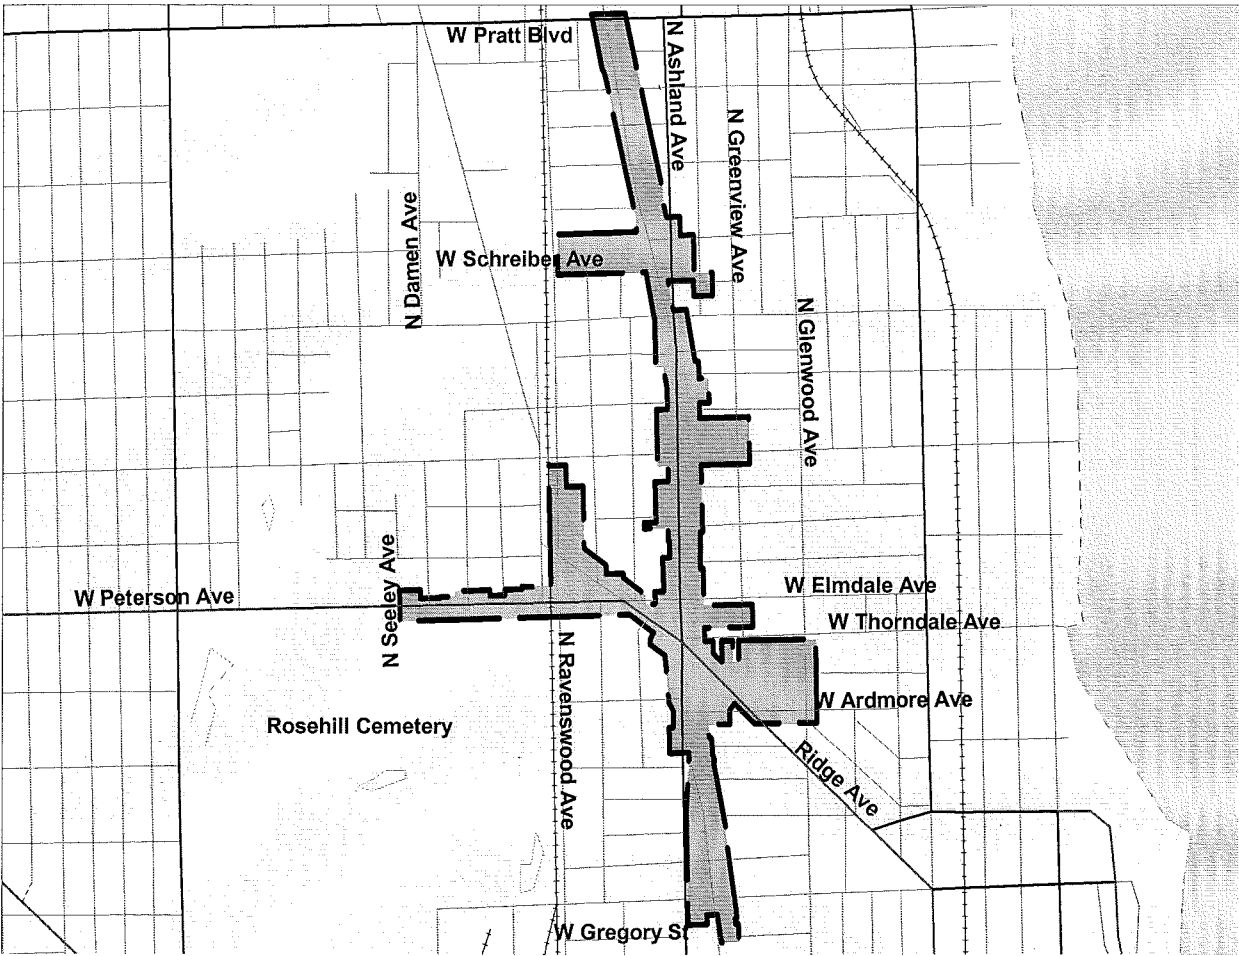 W Pratt Blvd
N Ashland Ave
N Greenview Ave
N Damen Ave
W Schreiber Ave
N Glenwood Ave
N Seeley Ave
W Peterson Ave
W Elmdale Ave
W Thorndale Ave
N Ravenswood Ave
W Ardmore Ave
Rosehill Cemetery
Ridge Ave
W Gregory St